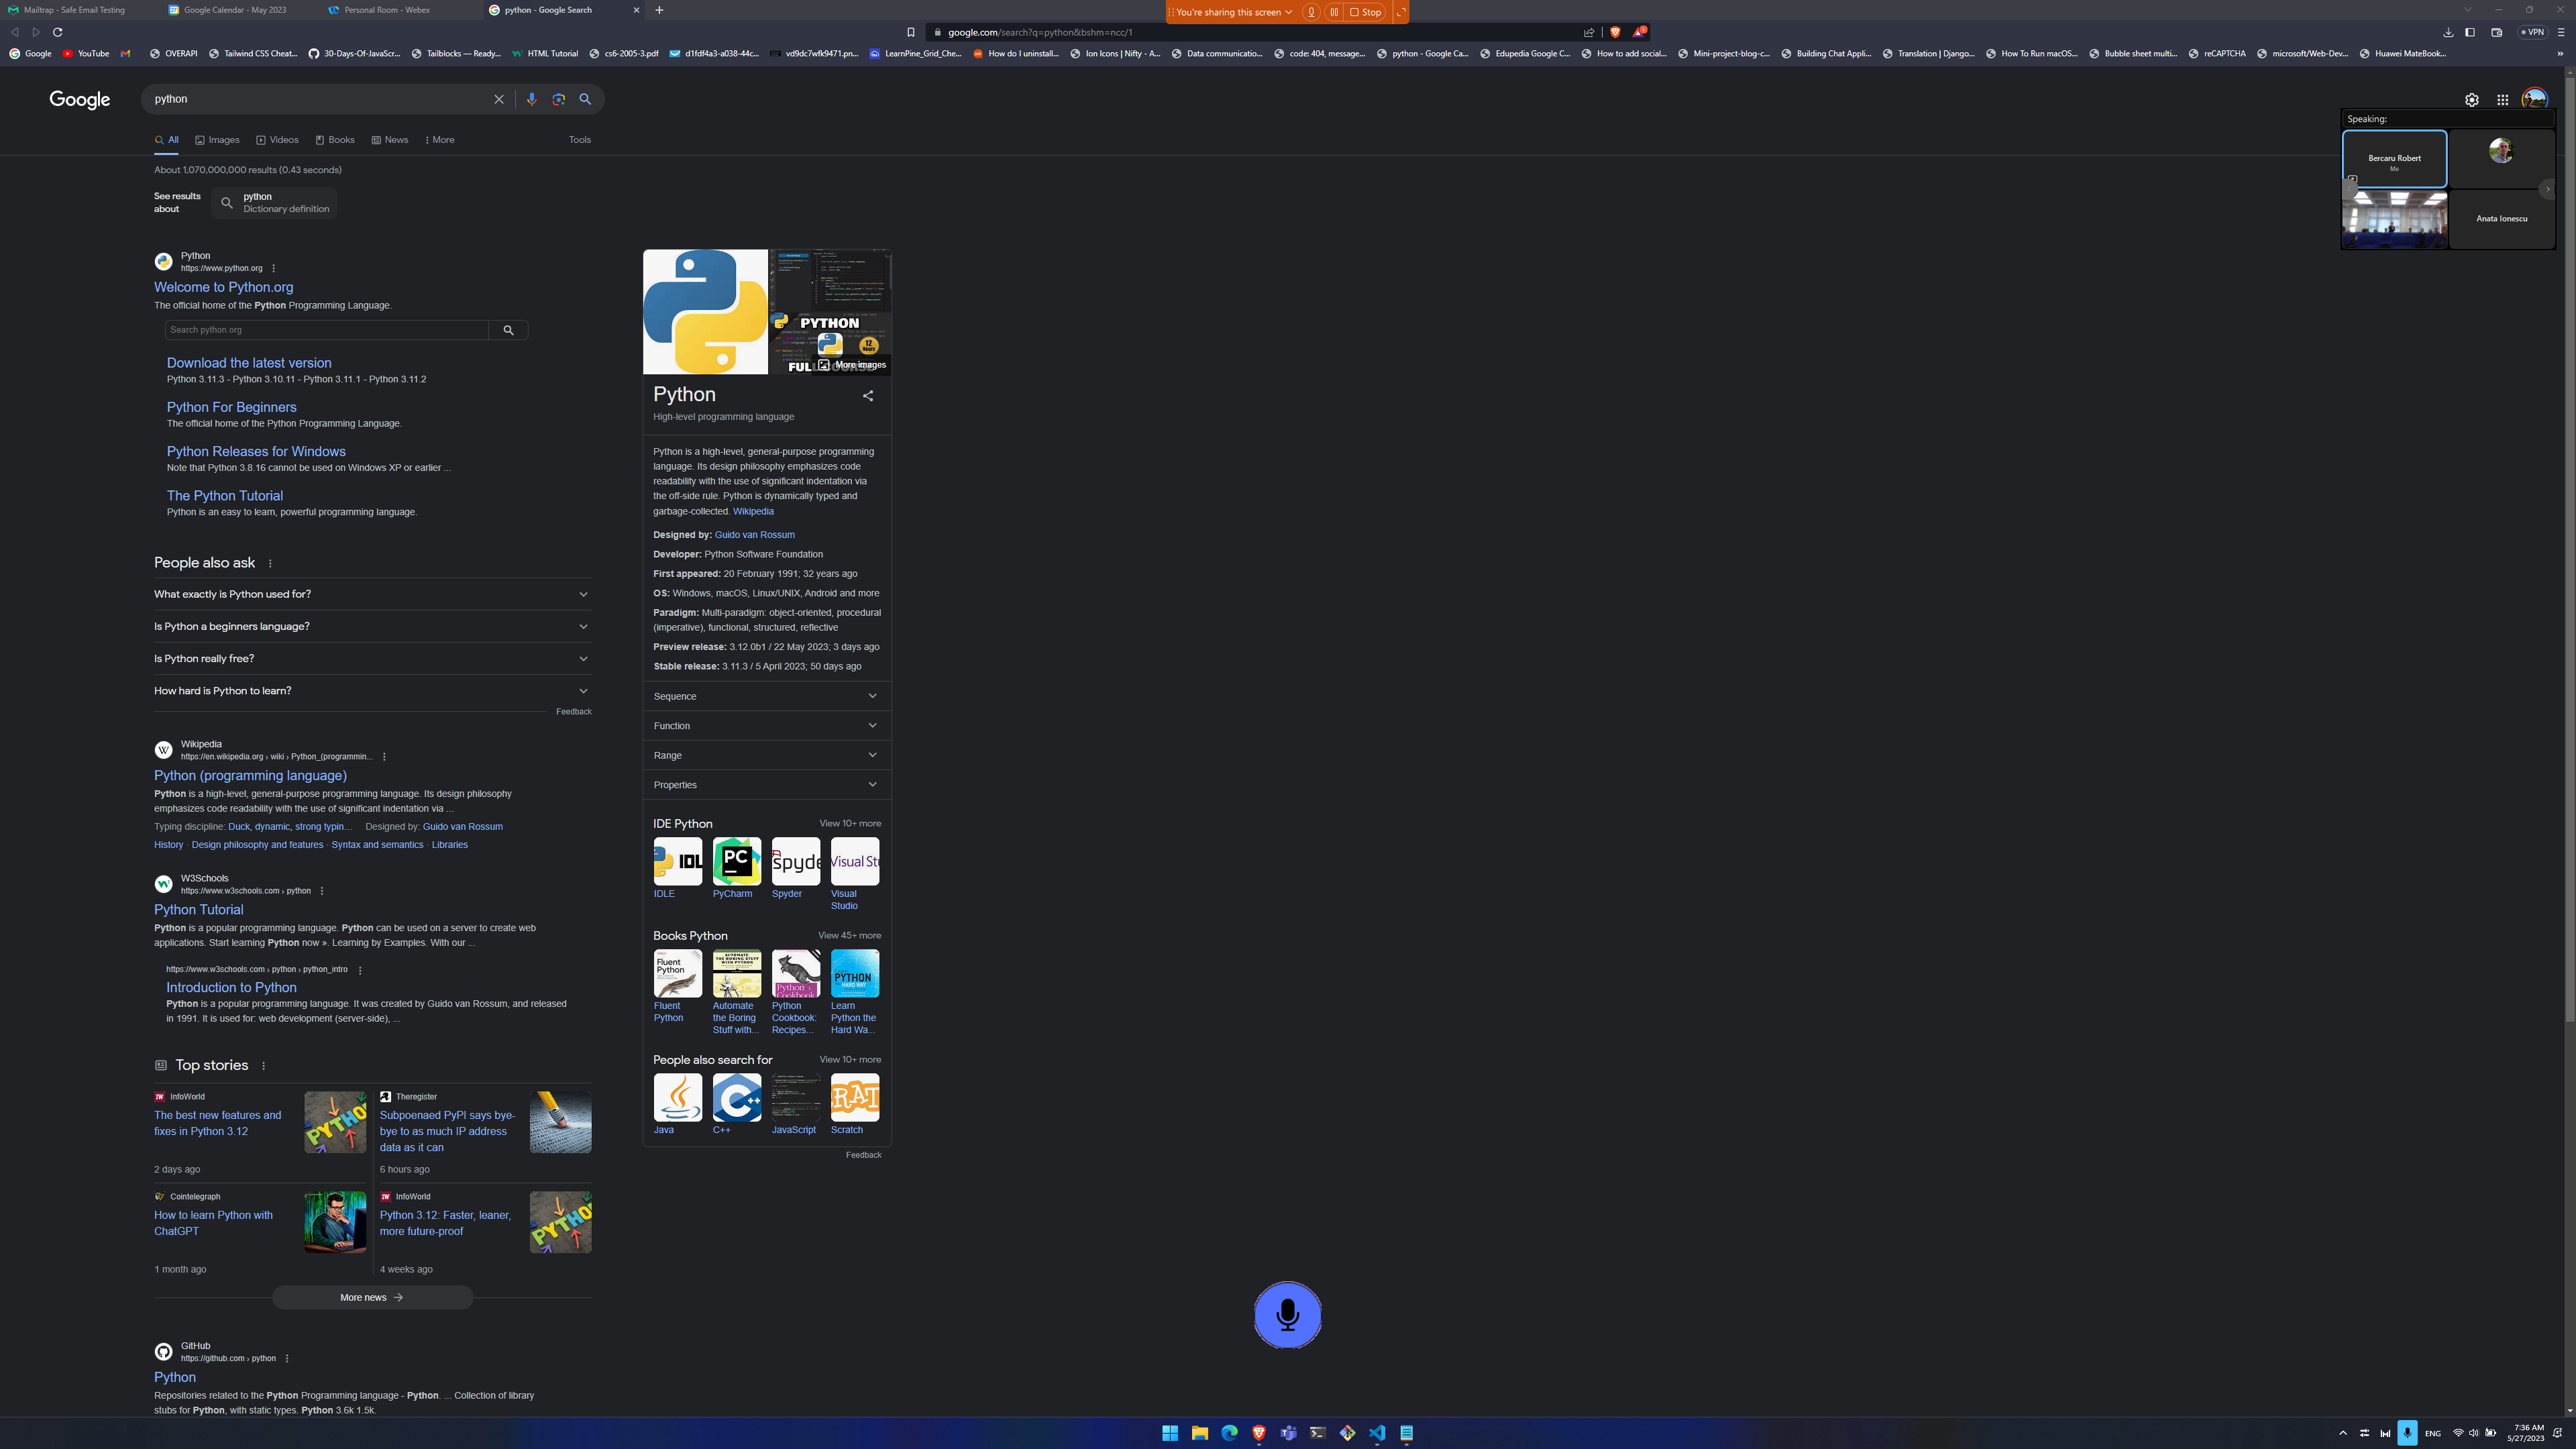 Mailtrap - Safe Email Testing
Google Calendar - May 2023
Personal Room - Webex
python - Google Search
You're sharing this screen
Stop
google.com/search?q=python&bshm=ncc/1
VPN
Google
YouTube
OVERAPI
Tailwind CSS Cheat...
30-Days-Of-JavaScr...
Tailblocks — Ready...
HTML Tutorial
cs6-2005-3.pdf
d1fdf4a3-a038-44c...
vd9dc7wfk9471.pn...
LearnPine_Grid_Che...
How do I uninstall...
Ion Icons | Nifty - A...
Data communicatio...
code: 404, message...
python - Google Ca...
Edupedia Google C...
How to add social...
Mini-project-blog-c...
Building Chat Appli...
Translation | Django...
How To Run macOS...
Bubble sheet multi...
reCAPTCHA
microsoft/Web-Dev...
Huawei MateBook...
Google
python
All
Images
Videos
Books
News
More
Tools
Speaking:
Bercaru Robert
Me
Anata Ionescu
About 1,070,000,000 results (0.43 seconds)
See results
about
python
Dictionary definition
Python
https://www.python.org
Welcome to Python.org
The official home of the Python Programming Language.
Search python.org
Download the latest version
Python 3.11.3 - Python 3.10.11 - Python 3.11.1 - Python 3.11.2
Python For Beginners
The official home of the Python Programming Language.
Python Releases for Windows
Note that Python 3.8.16 cannot be used on Windows XP or earlier ...
The Python Tutorial
Python is an easy to learn, powerful programming language.
People also ask
What exactly is Python used for?
Is Python a beginners language?
Is Python really free?
How hard is Python to learn?
Feedback
Wikipedia
https://en.wikipedia.org › wiki › Python_(programmin...
Python (programming language)
Python is a high-level, general-purpose programming language. Its design philosophy
emphasizes code readability with the use of significant indentation via ...
Typing discipline: Duck, dynamic, strong typin...
Designed by: Guido van Rossum
History · Design philosophy and features · Syntax and semantics · Libraries
W3Schools
https://www.w3schools.com › python
Python Tutorial
Python is a popular programming language. Python can be used on a server to create web
applications. Start learning Python now ». Learning by Examples. With our ...
https://www.w3schools.com › python › python_intro
Introduction to Python
Python is a popular programming language. It was created by Guido van Rossum, and released
in 1991. It is used for: web development (server-side), ...
Top stories
InfoWorld
The best new features and
fixes in Python 3.12
2 days ago
Theregister
Subpoenaed PyPI says bye-
bye to as much IP address
data as it can
6 hours ago
Cointelegraph
How to learn Python with
ChatGPT
1 month ago
InfoWorld
Python 3.12: Faster, leaner,
more future-proof
4 weeks ago
More news
GitHub
https://github.com › python
Python
Repositories related to the Python Programming language - Python. ... Collection of library
stubs for Python, with static types. Python 3.6k 1.5k.
PYTHON
12
FULL COURSE
More images
Python
High-level programming language
Python is a high-level, general-purpose programming
language. Its design philosophy emphasizes code
readability with the use of significant indentation via
the off-side rule. Python is dynamically typed and
garbage-collected. Wikipedia
Designed by: Guido van Rossum
Developer: Python Software Foundation
First appeared: 20 February 1991; 32 years ago
OS: Windows, macOS, Linux/UNIX, Android and more
Paradigm: Multi-paradigm: object-oriented, procedural
(imperative), functional, structured, reflective
Preview release: 3.12.0b1 / 22 May 2023; 3 days ago
Stable release: 3.11.3 / 5 April 2023; 50 days ago
Sequence
Function
Range
Properties
IDE Python
View 10+ more
IDLE
PyCharm
Spyder
Visual
Studio
Books Python
View 45+ more
Fluent
Python
Automate
the Boring
Stuff with...
Python
Cookbook:
Recipes...
Learn
Python the
Hard Wa...
People also search for
View 10+ more
Java
C++
JavaScript
Scratch
Feedback
ENG
7:36 AM
5/27/2023